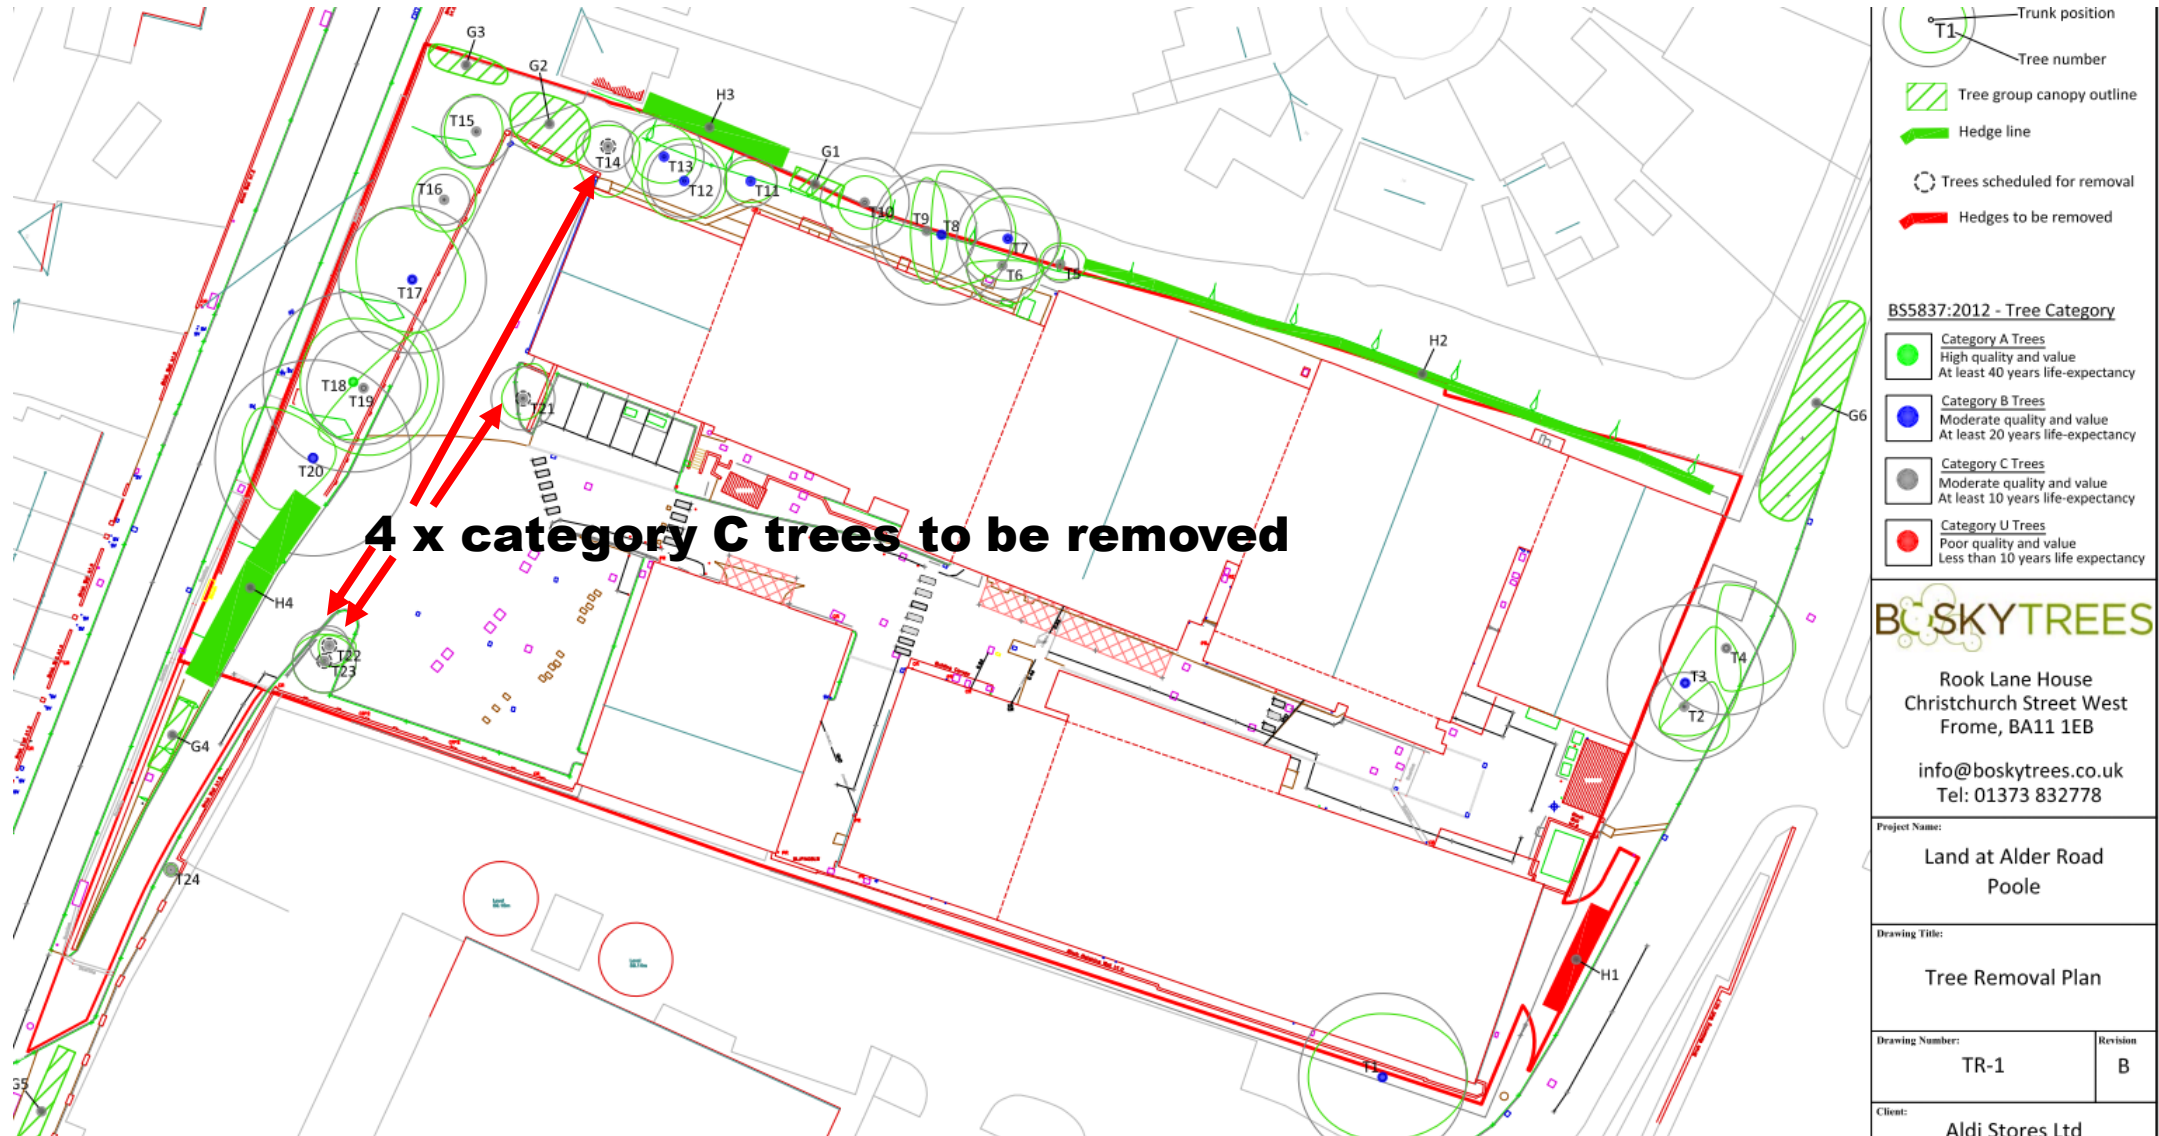 G3
G2
H3
T15
G1
T14
T13
T12
T11
T16
T10
T9
T8
T7
T6
T5
T17
H2
T18
T19
T21
G6
T20
4 x category C trees to be removed
H4
T22
T23
T4
T3
T2
G4
T24
H1
T1
G5
Trunk position
T1
Tree number
Tree group canopy outline
Hedge line
Trees scheduled for removal
Hedges to be removed
BS5837:2012 - Tree Category
Category A Trees
High quality and value
At least 40 years life-expectancy
Category B Trees
Moderate quality and value
At least 20 years life-expectancy
Category C Trees
Moderate quality and value
At least 10 years life-expectancy
Category U Trees
Poor quality and value
Less than 10 years life expectancy
BOSKYTREES
Rook Lane House
Christchurch Street West
Frome, BA11 1EB
info@boskytrees.co.uk
Tel: 01373 832778
Project Name:
Land at Alder Road
Poole
Drawing Title:
Tree Removal Plan
Drawing Number:
Revision
TR-1
B
Client:
Aldi Stores Ltd